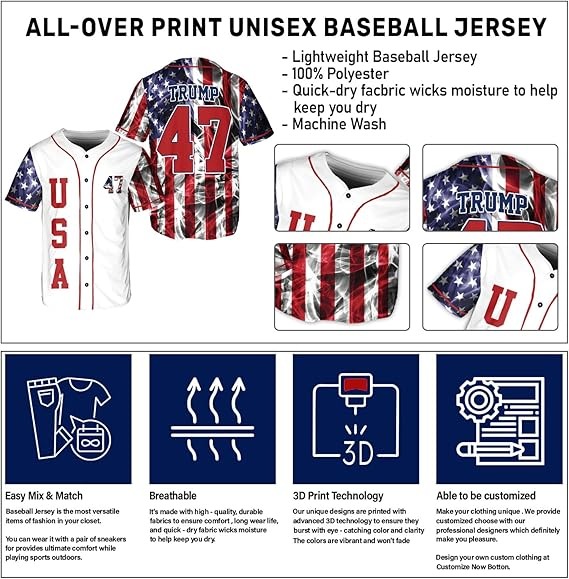 ALL-OVER PRINT UNISEX BASEBALL JERSEY
- Lightweight Baseball Jersey
- 100% Polyester
- Quick-dry facbric wicks moisture to help
keep you dry
- Machine Wash
TRUMP
47
USA
47
U
TRUMP
U
3D
Easy Mix & Match
Baseball Jersey is the most versatile
items of fashion in your closet.
You can wear it with a pair of sneakers
for provides ultimate comfort while
playing sports outdoors.
Breathable
It's made with high - quality, durable
fabrics to ensure comfort , long wear life,
and quick - dry fabric wicks moisture
to help keep you dry.
3D Print Technology
Our unique designs are printed with
advanced 3D technology to ensure they
burst with eye - catching color and clarity
The colors are vibrant and won't fade
Able to be customized
Make your clothing unique . We provide
customized choose with our
professional designers which definitely
make you pleasure.
Design your own custom clothing at
Customize Now Botten.